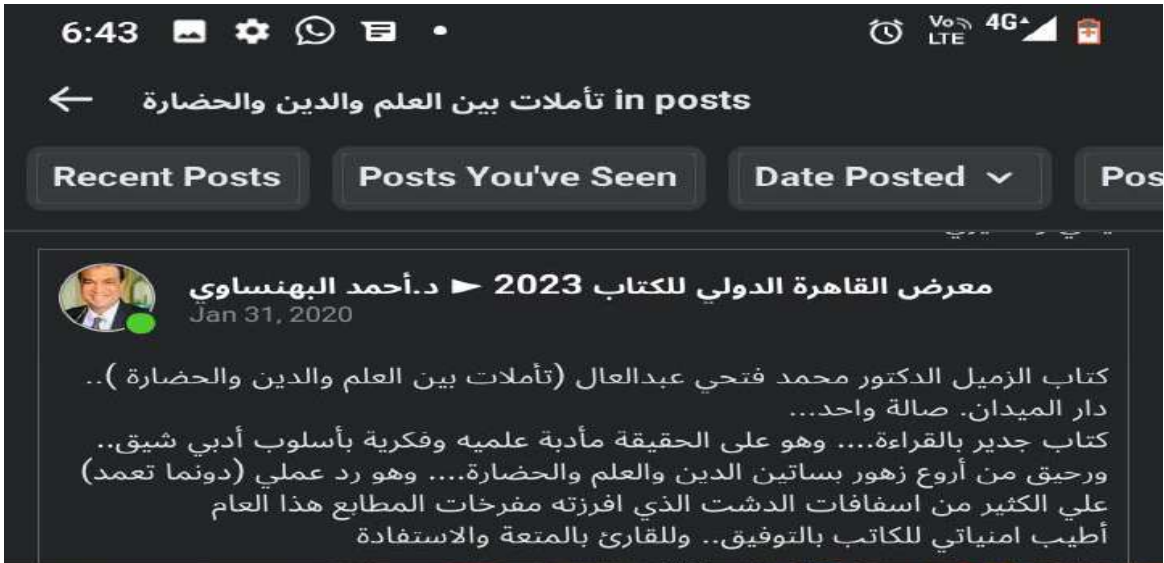 6:43
Vo LTE 4G
تأملات بين العلم والدين والحضارة in posts
Recent Posts Posts You've Seen Date Posted Pos
د.أحمد البهنساوي ► معرض القاهرة الدولي للكتاب 2023
Jan 31, 2020
كتاب الزميل الدكتور محمد فتحي عبدالعال (تأملات بين العلم والدين والحضارة )..
دار الميدان. صالة واحد...
كتاب جدير بالقراءة.... وهو على الحقيقة مأدبة علميه وفكرية بأسلوب أدبي شيق..
ورحيق من أروع زهور بساتين الدين والعلم والحضارة.... وهو رد عملي (دونما تعمد)
علي الكثير من اسفافات الدشت الذي افرزته مفرخات المطابع هذا العام
أطيب امنياتي للكاتب بالتوفيق.. وللقارئ بالمتعة والاستفادة